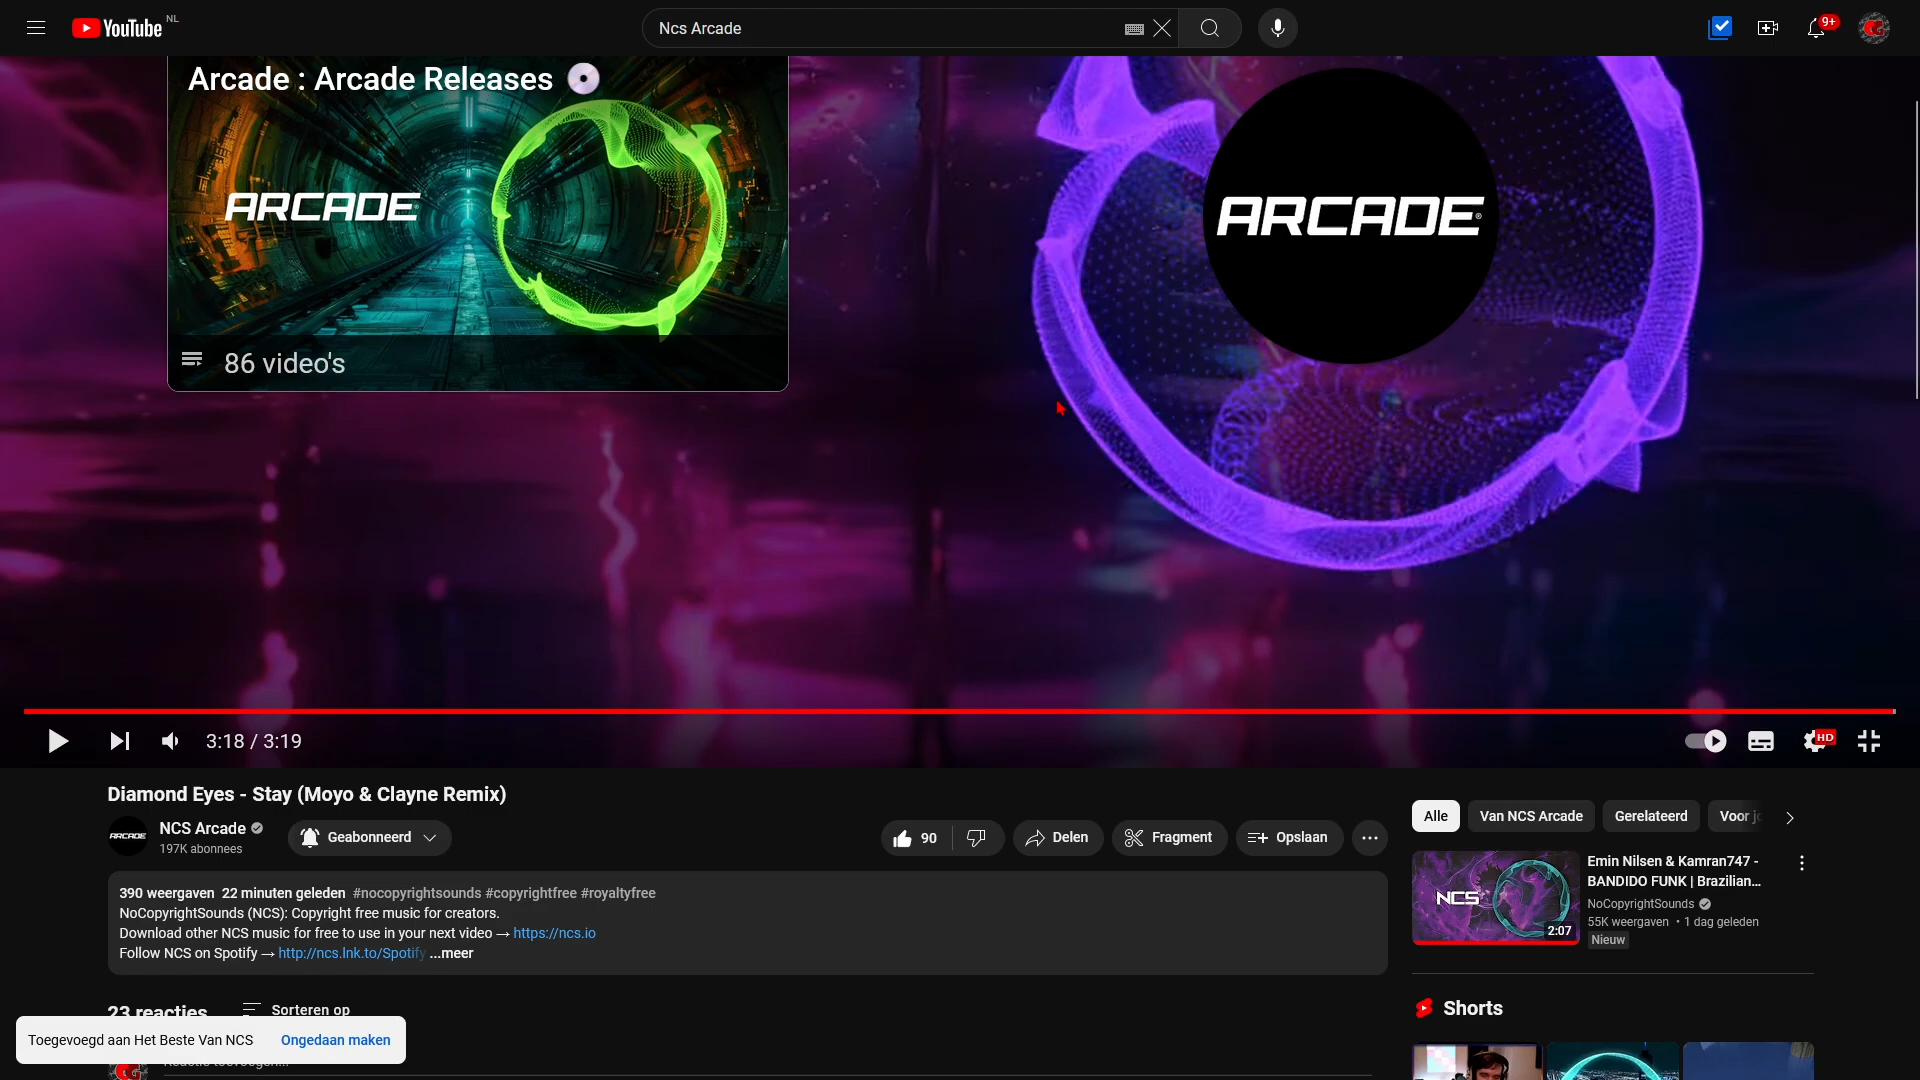 YouTube NL
Ncs Arcade
9+
Arcade : Arcade Releases
ARCADE
86 video's
ARCADE
3:18 / 3:19
HD
Diamond Eyes - Stay (Moyo & Clayne Remix)
ARCADE
NCS Arcade
197K abonnees
Geabonneerd
90
Delen
Fragment
Opslaan
390 weergaven 22 minuten geleden #nocopyrightsounds #copyrightfree #royaltyfree
NoCopyrightSounds (NCS): Copyright free music for creators.
Download other NCS music for free to use in your next video → https://ncs.io
Follow NCS on Spotify → http://ncs.lnk.to/Spotify ...meer
23 reacties
Sorteren op
Toegevoegd aan Het Beste Van NCS Ongedaan maken
Alle
Van NCS Arcade
Gerelateerd
Voor
NCS
2:07
Emin Nilsen & Kamran747 -
BANDIDO FUNK | Brazilian...
NoCopyrightSounds
55K weergaven • 1 dag geleden
Nieuw
Shorts